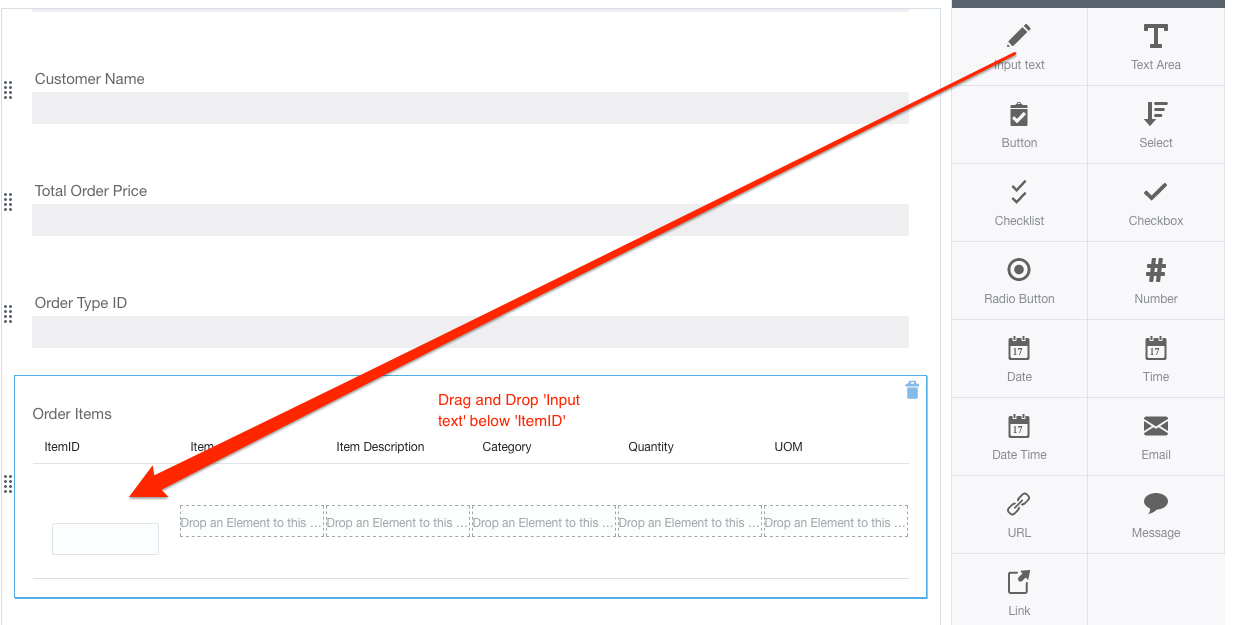 Customer Name
Total Order Price
Order Type ID
Order Items
Drag and Drop 'Input
text' below 'ItemID'
ItemID Item Item Description Category Quantity UOM
Drop an Element to this ... Drop an Element to this ... Drop an Element to this ... Drop an Element to this ... Drop an Element to this ...
Input text Text Area
Button Select
Checklist Checkbox
Radio Button Number
17 17
Date Time
17
Date Time Email
URL Message
Link